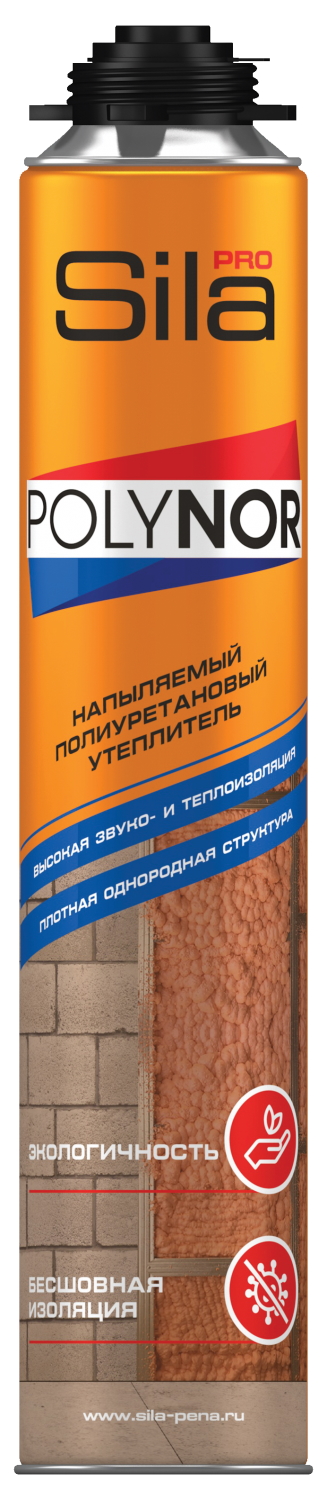 PRO
Sila
POLYNOR
НАПЫЛЯЕМЫЙ
ПОЛИУРЕТАНОВЫЙ
УТЕПЛИТЕЛЬ
ВЫСОКАЯ ЗВУКО- И ТЕПЛОИЗОЛЯЦИЯ
ПЛОТНАЯ ОДНОРОДНАЯ СТРУКТУРА
ЭКОЛОГИЧНОСТЬ
БЕСШОВНАЯ
ИЗОЛЯЦИЯ
www.sila-pena.ru